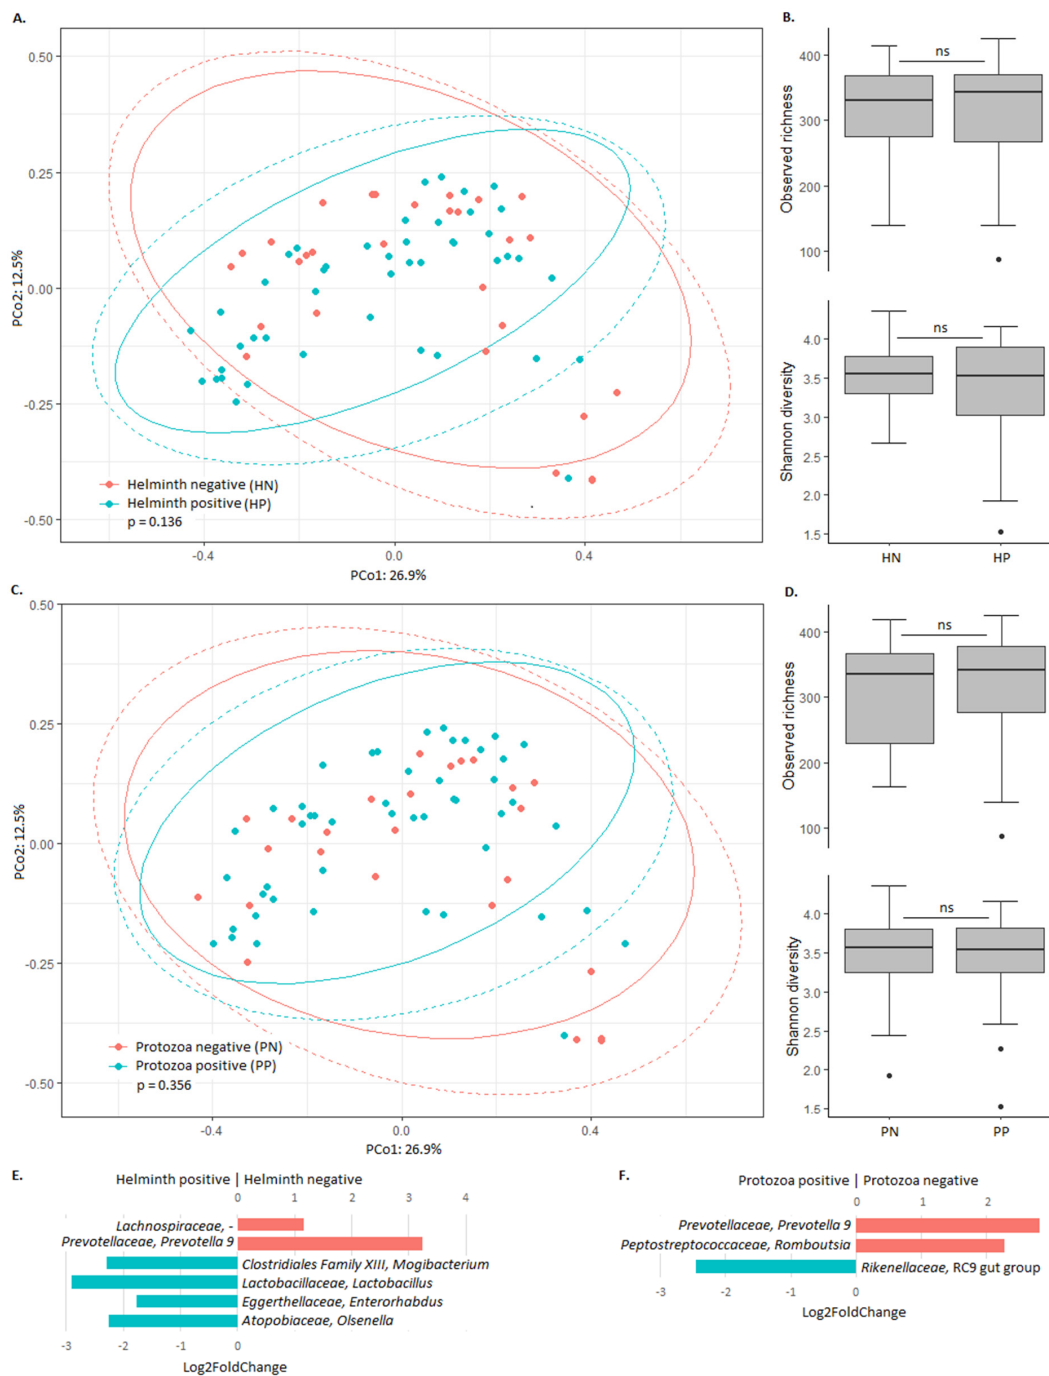 A.
0.50
0.25
0.00
-0.25
-0.50
PCo2: 12.5%
Helminth negative (HN)
Helminth positive (HP)
p = 0.136
-0.4
0.0
0.4
PCo1: 26.9%
B.
ns
400
300
200
100
Observed richness
ns
4.0
3.5
3.0
2.5
2.0
1.5
Shannon diversity
HN
HP
C.
0.50
0.25
0.00
-0.25
-0.50
PCo2: 12.5%
Protozoa negative (PN)
Protozoa positive (PP)
p = 0.356
-0.4
0.0
0.4
PCo1: 26.9%
D.
ns
400
300
200
100
Observed richness
ns
4.0
3.5
3.0
2.5
2.0
1.5
Shannon diversity
PN
PP
E.
Helminth positive | Helminth negative
0 1 2 3 4
Lachnospiraceae, -
Prevotellaceae, Prevotella 9
Clostridiales Family XIII, Mogibacterium
Lactobacillaceae, Lactobacillus
Eggerthellaceae, Enterorhabdus
Atopobiaceae, Olsenella
-3 -2 -1 0
Log2FoldChange
F.
Protozoa positive | Protozoa negative
0 1 2
Prevotellaceae, Prevotella 9
Peptostreptococcaceae, Romboutsia
Rikenellaceae, RC9 gut group
-3 -2 -1 0
Log2FoldChange